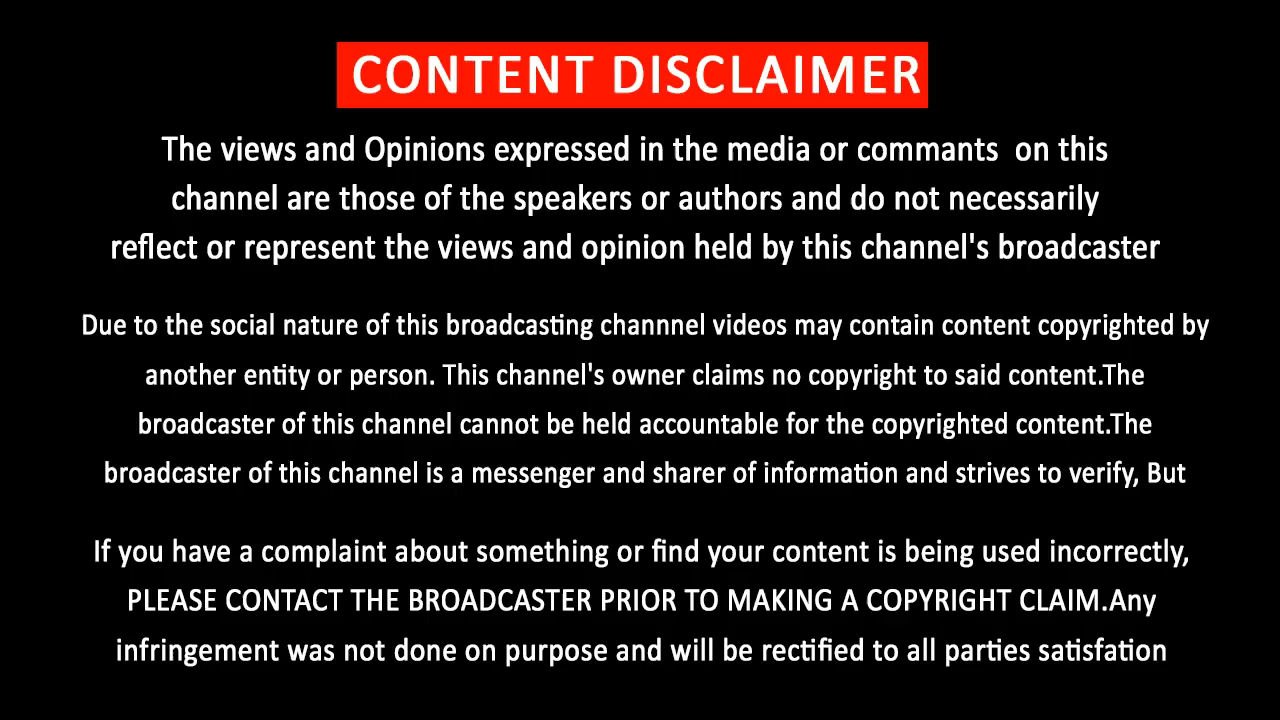 CONTENT DISCLAIMER
The views and Opinions expressed in the media or commants on this
channel are those of the speakers or authors and do not necessarily
reflect or represent the views and opinion held by this channel's broadcaster
Due to the social nature of this broadcasting channnel videos may contain content copyrighted by
another entity or person. This channel's owner claims no copyright to said content.The
broadcaster of this channel cannot be held accountable for the copyrighted content.The
broadcaster of this channel is a messenger and sharer of information and strives to verify, But
If you have a complaint about something or find your content is being used incorrectly,
PLEASE CONTACT THE BROADCASTER PRIOR TO MAKING A COPYRIGHT CLAIM.Any
infringement was not done on purpose and will be rectified to all parties satisfation